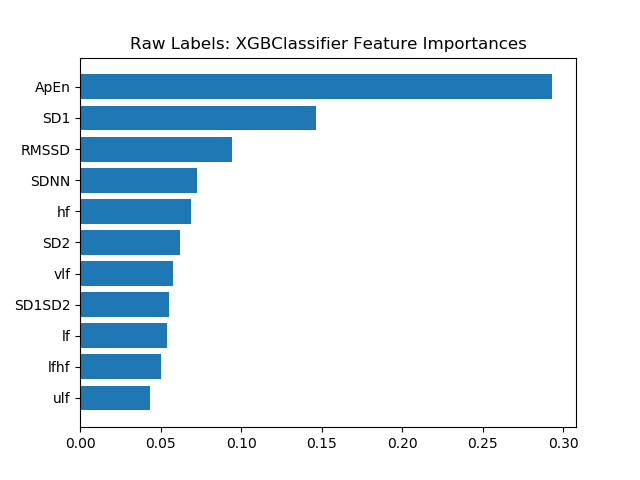 Raw Labels: XGBClassifier Feature Importances
ApEn
SD1
RMSSD
SDNN
hf
SD2
vlf
SD1SD2
lf
lfhf
ulf
0.00 0.05 0.10 0.15 0.20 0.25 0.30